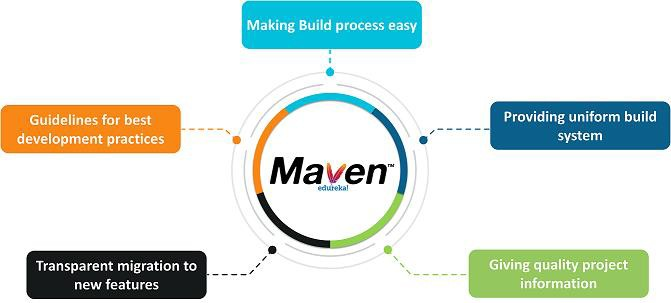 Making Build process easy
Guidelines for best
development practices
Providing uniform build
system
Maven™
edureka!
Transparent migration to
new features
Giving quality project
information